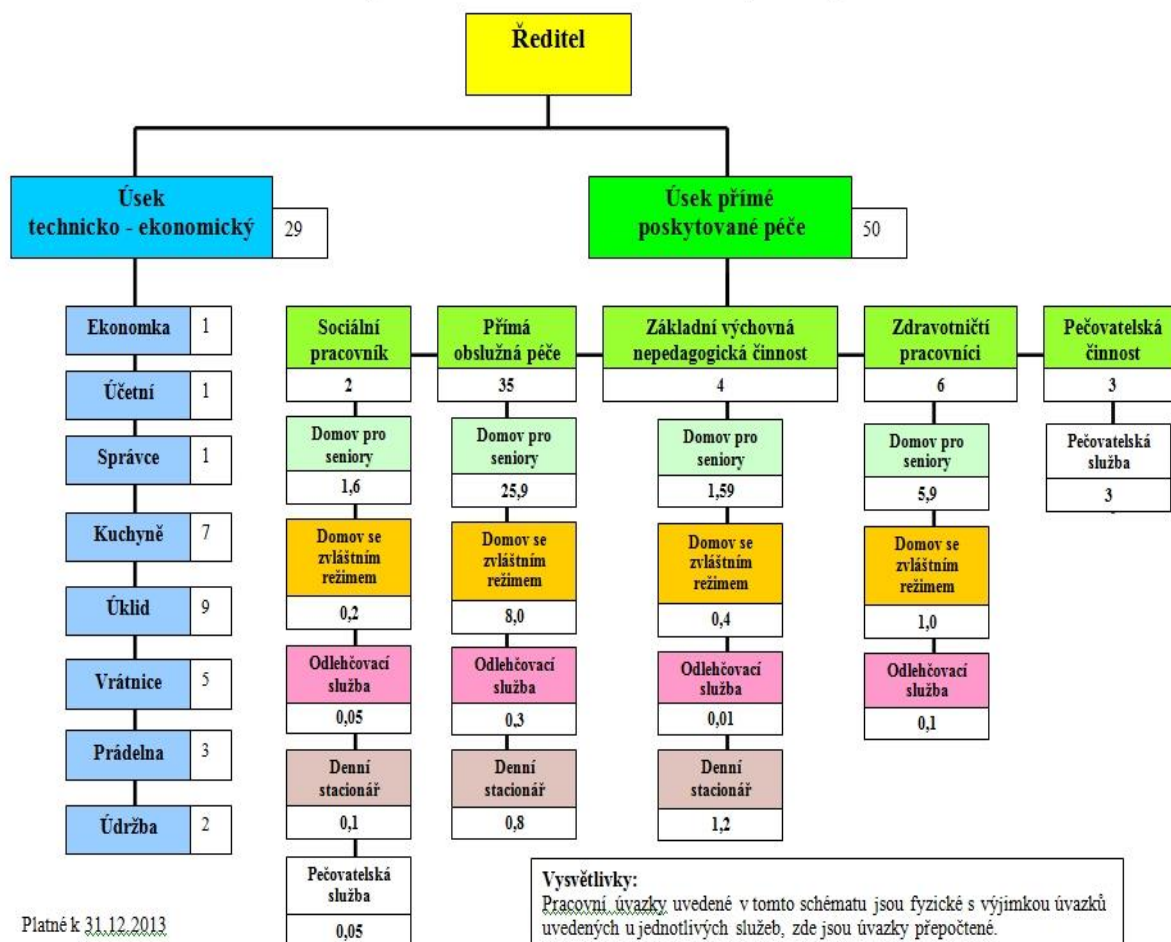 Ředitel
Úsek
technicko - ekonomický
29
Úsek přímé
poskytované péče
50
Ekonomka
1
Účetní
1
Správce
1
Kuchyně
7
Úklid
9
Vrátnice
5
Prádelna
3
Údržba
2
Sociální
pracovník
2
Domov pro
seniory
1,6
Domov se
zvláštním
režimem
0,2
Odlehčovací
služba
0,05
Denní
stacionář
0,1
Pečovatelská
služba
0,05
Přímá
obslužná péče
35
Domov pro
seniory
25,9
Domov se
zvláštním
režimem
8,0
Odlehčovací
služba
0,3
Denní
stacionář
0,8
Základní výchovná
nepedagogická činnost
4
Domov pro
seniory
1,59
Domov se
zvláštním
režimem
0,4
Odlehčovací
služba
0,01
Denní
stacionář
1,2
Zdravotničtí
pracovníci
6
Domov pro
seniory
5,9
Domov se
zvláštním
režimem
1,0
Odlehčovací
služba
0,1
Pečovatelská
činnost
3
Pečovatelská
služba
3
Vysvětlivky:
Pracovní úvazky uvedené v tomto schématu jsou fyzické s výjimkou úvazků
uvedených u jednotlivých služeb, zde jsou úvazky přepočtené.
Platné k 31.12.2013